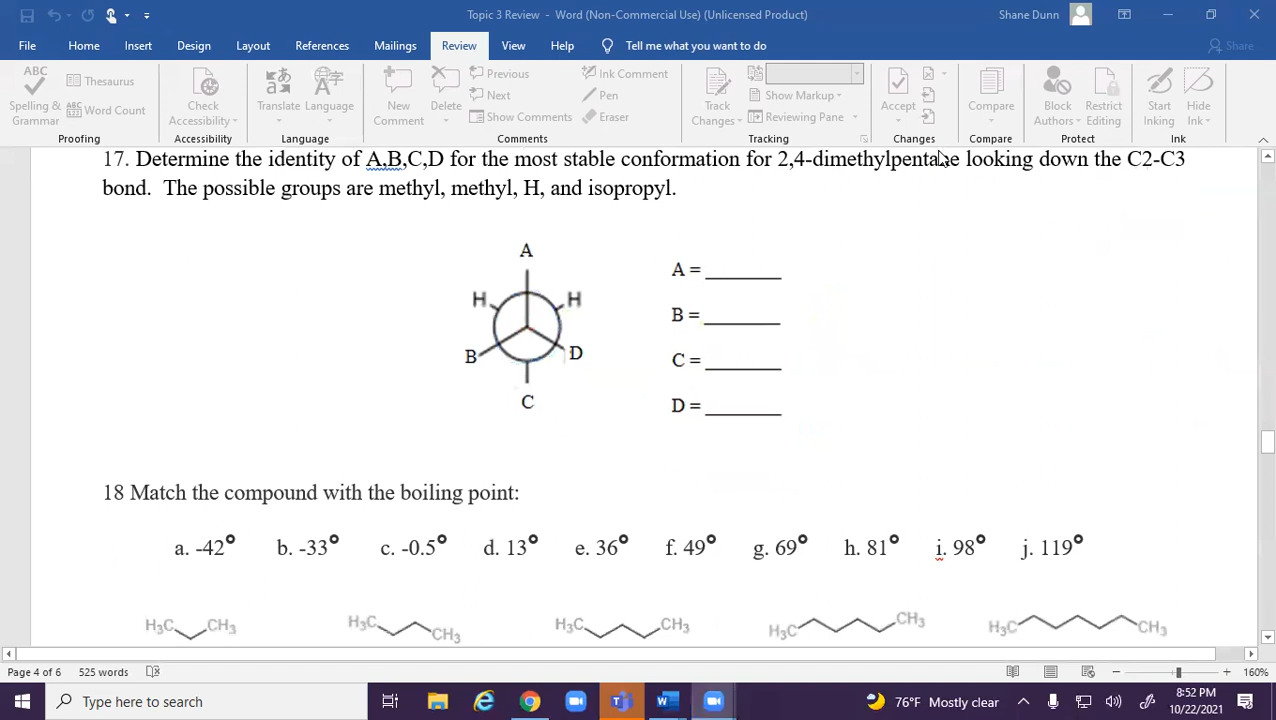 Topic 3 Review - Word (Non-Commercial Use) (Unlicensed Product)
Shane Dunn
File Home Insert Design Layout References Mailings Review View Help Tell me what you want to do Share
ABC
Spelling & Grammar
Thesaurus
ABC 123 Word Count
Proofing
Check Accessibility
Accessibility
Translate Language
Language
New Comment
Delete
Previous
Next
Show Comments
Ink Comment
Pen
Eraser
Comments
Track Changes
Show Markup
Reviewing Pane
Tracking
Accept
Changes
Compare
Compare
Block Authors
Restrict Editing
Protect
Start Inking
Hide Ink
Ink
17. Determine the identity of A,B,C,D for the most stable conformation for 2,4-dimethylpentane looking down the C2-C3
bond. The possible groups are methyl, methyl, H, and isopropyl.
A
H H
B D
C
A = _______
B = _______
C = _______
D = _______
18 Match the compound with the boiling point:
a. -42° b. -33° c. -0.5° d. 13° e. 36° f. 49° g. 69° h. 81° i. 98° j. 119°
H₃C CH₃ H₃C CH₃ H₃C CH₃ H₃C CH₃ H₃C CH₃
Page 4 of 6 525 words
160%
Type here to search
76°F Mostly clear
8:52 PM
10/22/2021